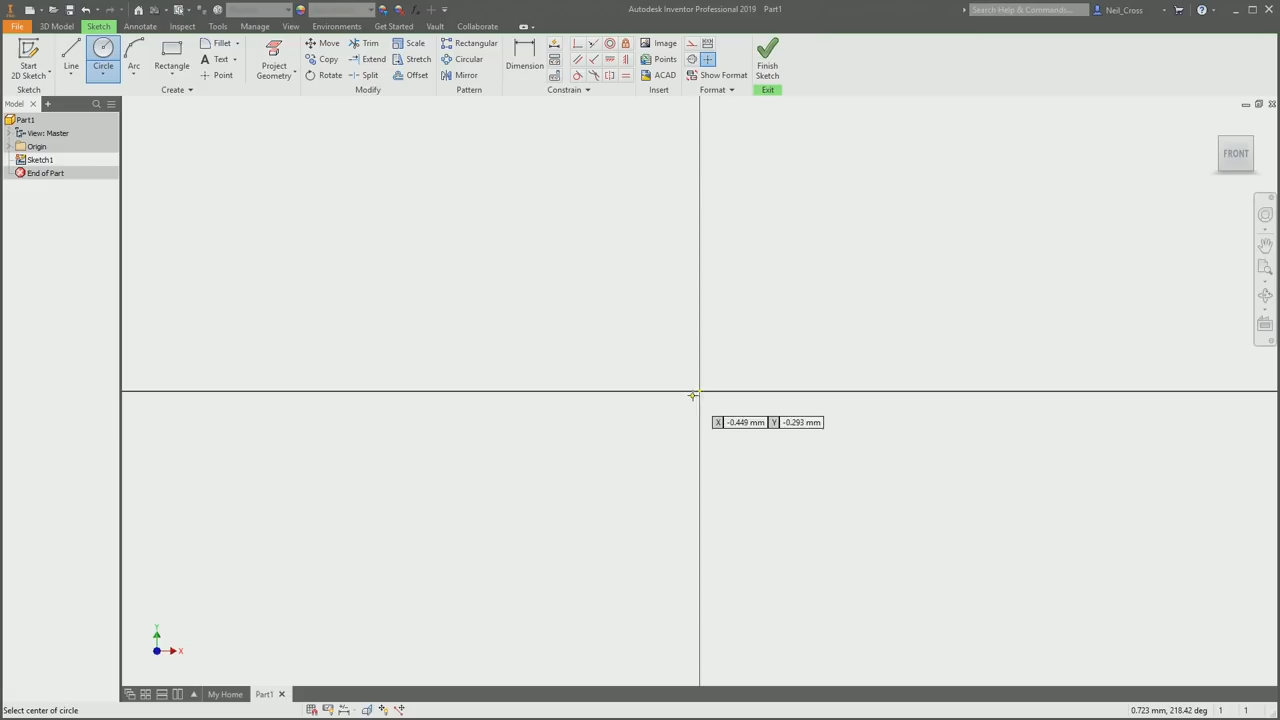 Autodesk Inventor Professional 2019 Part1
Search Help & Commands...
Neil_Cross
File 3D Model Sketch Annotate Inspect Tools Manage View Environments Get Started Vault Collaborate
Start
2D Sketch
Line
Circle
Arc
Rectangle
Fillet
Text
Point
Project
Geometry
Move
Copy
Rotate
Trim
Extend
Split
Scale
Stretch
Offset
Rectangular
Circular
Mirror
Dimension
Image
Points
ACAD
Show Format
Finish
Sketch
Sketch Create Modify Pattern Constrain Insert Format Exit
Model
Part1
View: Master
Origin
Sketch1
End of Part
FRONT
X -0.449 mm Y -0.293 mm
Y
X
My Home Part1
Select center of circle
0.723 mm, 218.42 deg 1 1